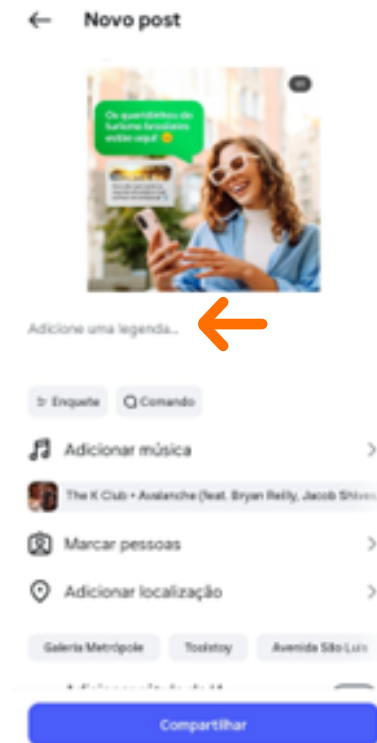 Novo post
Os queridinhos do
turismo brasileiro
estão aqui!
Adicione uma legenda...
Enquete
Comando
Adicionar música
The K Club • Avalanche (feat. Bryan Reilly, Jacob Shives
Marcar pessoas
Adicionar localização
Galeria Metrópole
Toolstoy
Avenida São Luís
Compartilhar